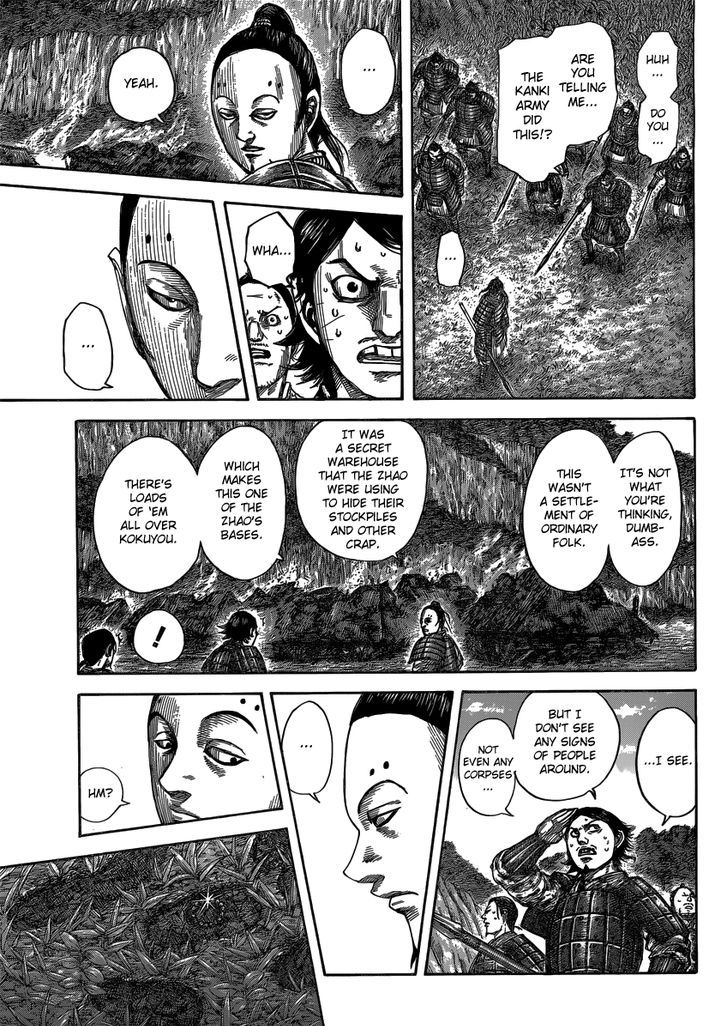 HUH
...
DO
YOU
...
ARE
YOU
TELLING
ME...
THE
KANKI
ARMY
DID
THIS!?
...
...
YEAH.
WHA...
...
IT'S NOT
WHAT
YOU'RE
THINKING,
DUMB-
ASS.
THIS
WASN'T
A SETTLE-
MENT OF
ORDINARY
FOLK.
IT WAS
A SECRET
WAREHOUSE
THAT THE ZHAO
WERE USING
TO HIDE THEIR
STOCKPILES
AND OTHER
CRAP.
WHICH
MAKES
THIS ONE OF
THE ZHAO'S
BASES.
THERE'S
LOADS
OF 'EM
ALL OVER
KOKUYOU.
!
...I SEE.
BUT I
DON'T SEE
ANY SIGNS
OF PEOPLE
AROUND.
NOT
EVEN ANY
CORPSES
...
...
HM?